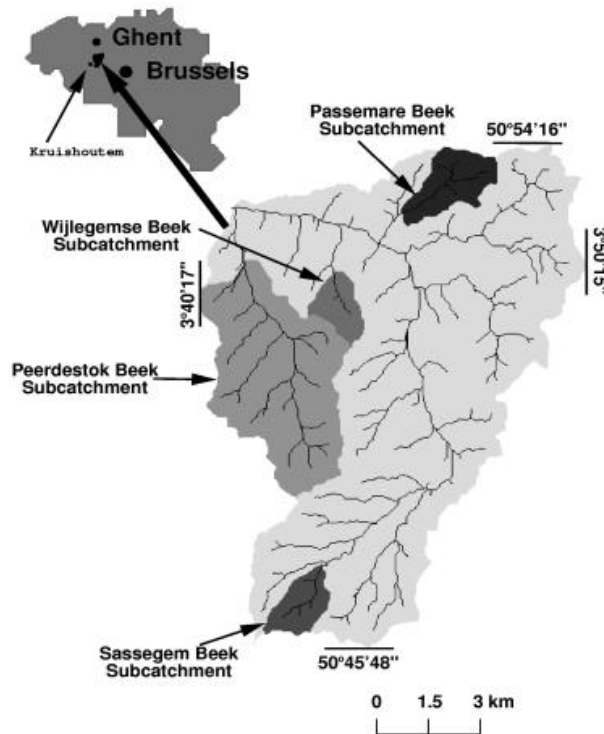 Ghent
Brussels
Kruishoutem
Passemare Beek
Subcatchment
50°54'16"
Wijlegemse Beek
Subcatchment
3°40'17"
3°50'15"
Peerdestok Beek
Subcatchment
Sassegem Beek
Subcatchment
50°45'48"
0 1.5 3 km